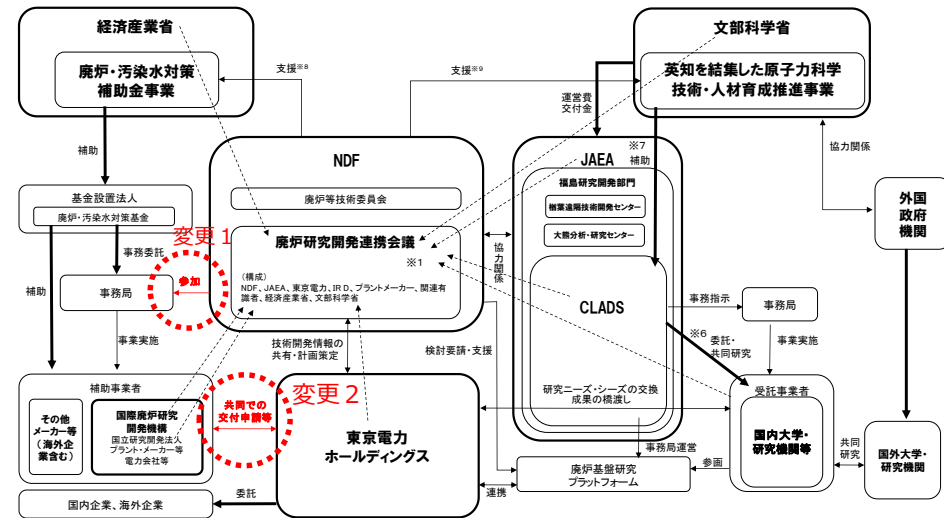 経済産業省
廃炉・汚染水対策
補助金事業
支援※8
支援※9
文部科学省
英知を結集した原子力科学
技術・人材育成推進事業
運営費
交付金
補助
NDF
廃炉等技術委員会
廃炉研究開発連携会議
※1
(構成)
NDF、JAEA、東京電力、IRD、プラントメーカー、関連有
識者、経済産業省、文部科学省
JAEA
※7
補助
福島研究開発部門
楢葉遠隔技術開発センター
大熊分析・研究センター
CLADS
研究ニーズ・シーズの交換
成果の橋渡し
協力関係
外国
政府
機関
基金設置法人
廃炉・汚染水対策基金
変更1
事務委託
参加
補助
事務局
事業実施
協力関係
事務指示
事務局
※6
委託・
共同研究
事業実施
技術開発情報の
共有・計画策定
検討要請・支援
補助事業者
その他
メーカー等
(海外企
業含む)
国際廃炉研究
開発機構
国立研究開発法人
プラント・メーカー等
電力会社等
共同での
交付申請等
変更2
東京電力
ホールディングス
受託事業者
国内大学・
研究機関等
共同
研究
国外大学・
研究機関
事務局運営
参画
廃炉基盤研究
プラットフォーム
連携
委託
国内企業、海外企業